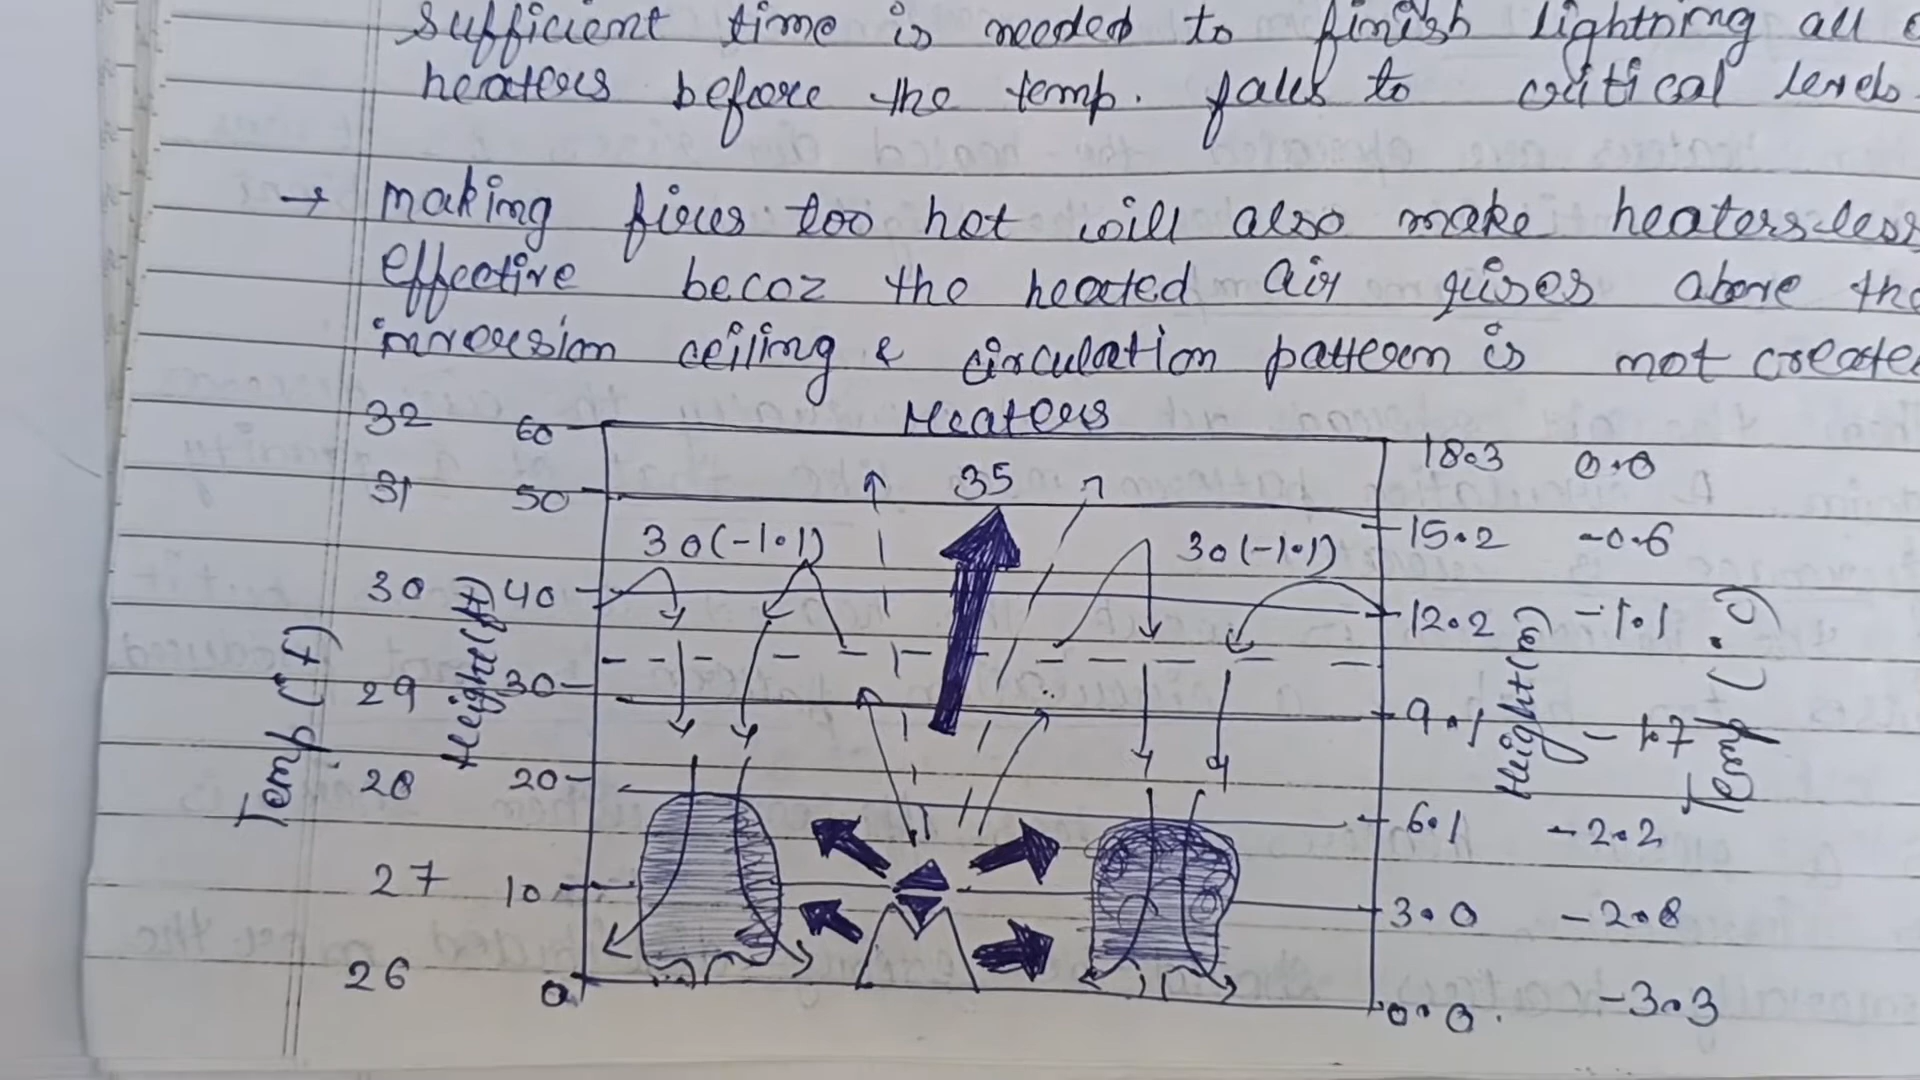 sufficient time is needed to finish lightning all
heaters before the temp. falls to critical levels
→ making fires too hot will also make heaters less
effective becoz the heated air rises above the
inversion ceiling & circulation pattern is not create
Heaters
32 60 18.3 0.0
31 50 35 15.2 -0.6
30(-1.1) 30(-1.1)
30 40 12.2 -1.1
29 30 9.1 -1.7
Temp (°f) Height (ft) Height (m) Temp (°C)
28 20 6.1 -2.2
27 10 3.0 -2.8
26 0 0.0 -3.3